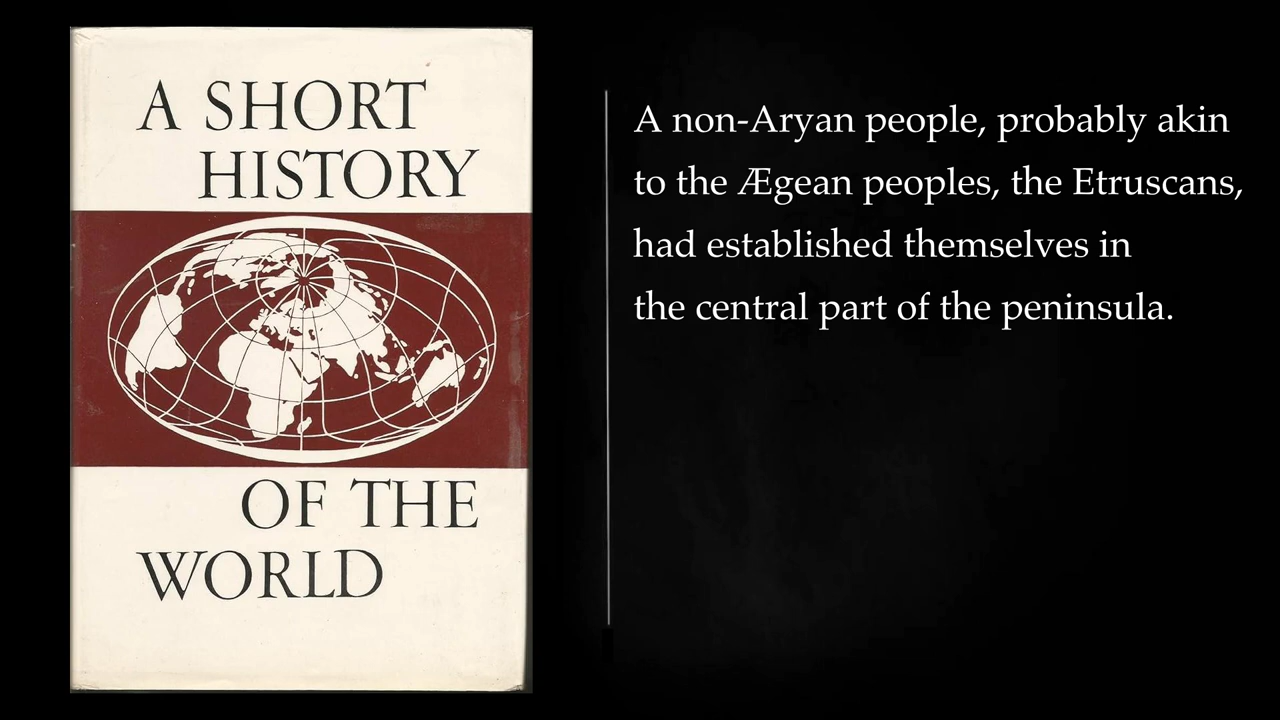 A SHORT
HISTORY
OF THE
WORLD
A non-Aryan people, probably akin
to the Ægean peoples, the Etruscans,
had established themselves in
the central part of the peninsula.